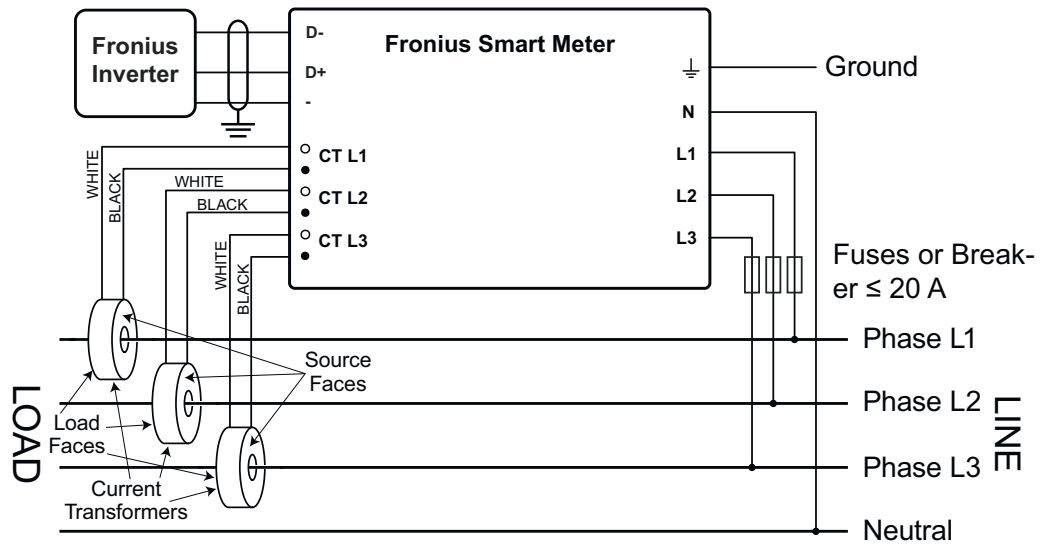 Fronius
Inverter
Fronius Smart Meter
D-
D+
-
Ground
N
CT L1
CT L2
CT L3
L1
L2
L3
WHITE
BLACK
WHITE
BLACK
WHITE
BLACK
Fuses or Break-
er ≤ 20 A
Phase L1
Source
Faces
Phase L2
LOAD
LINE
Load
Faces
Phase L3
Current
Transformers
Neutral